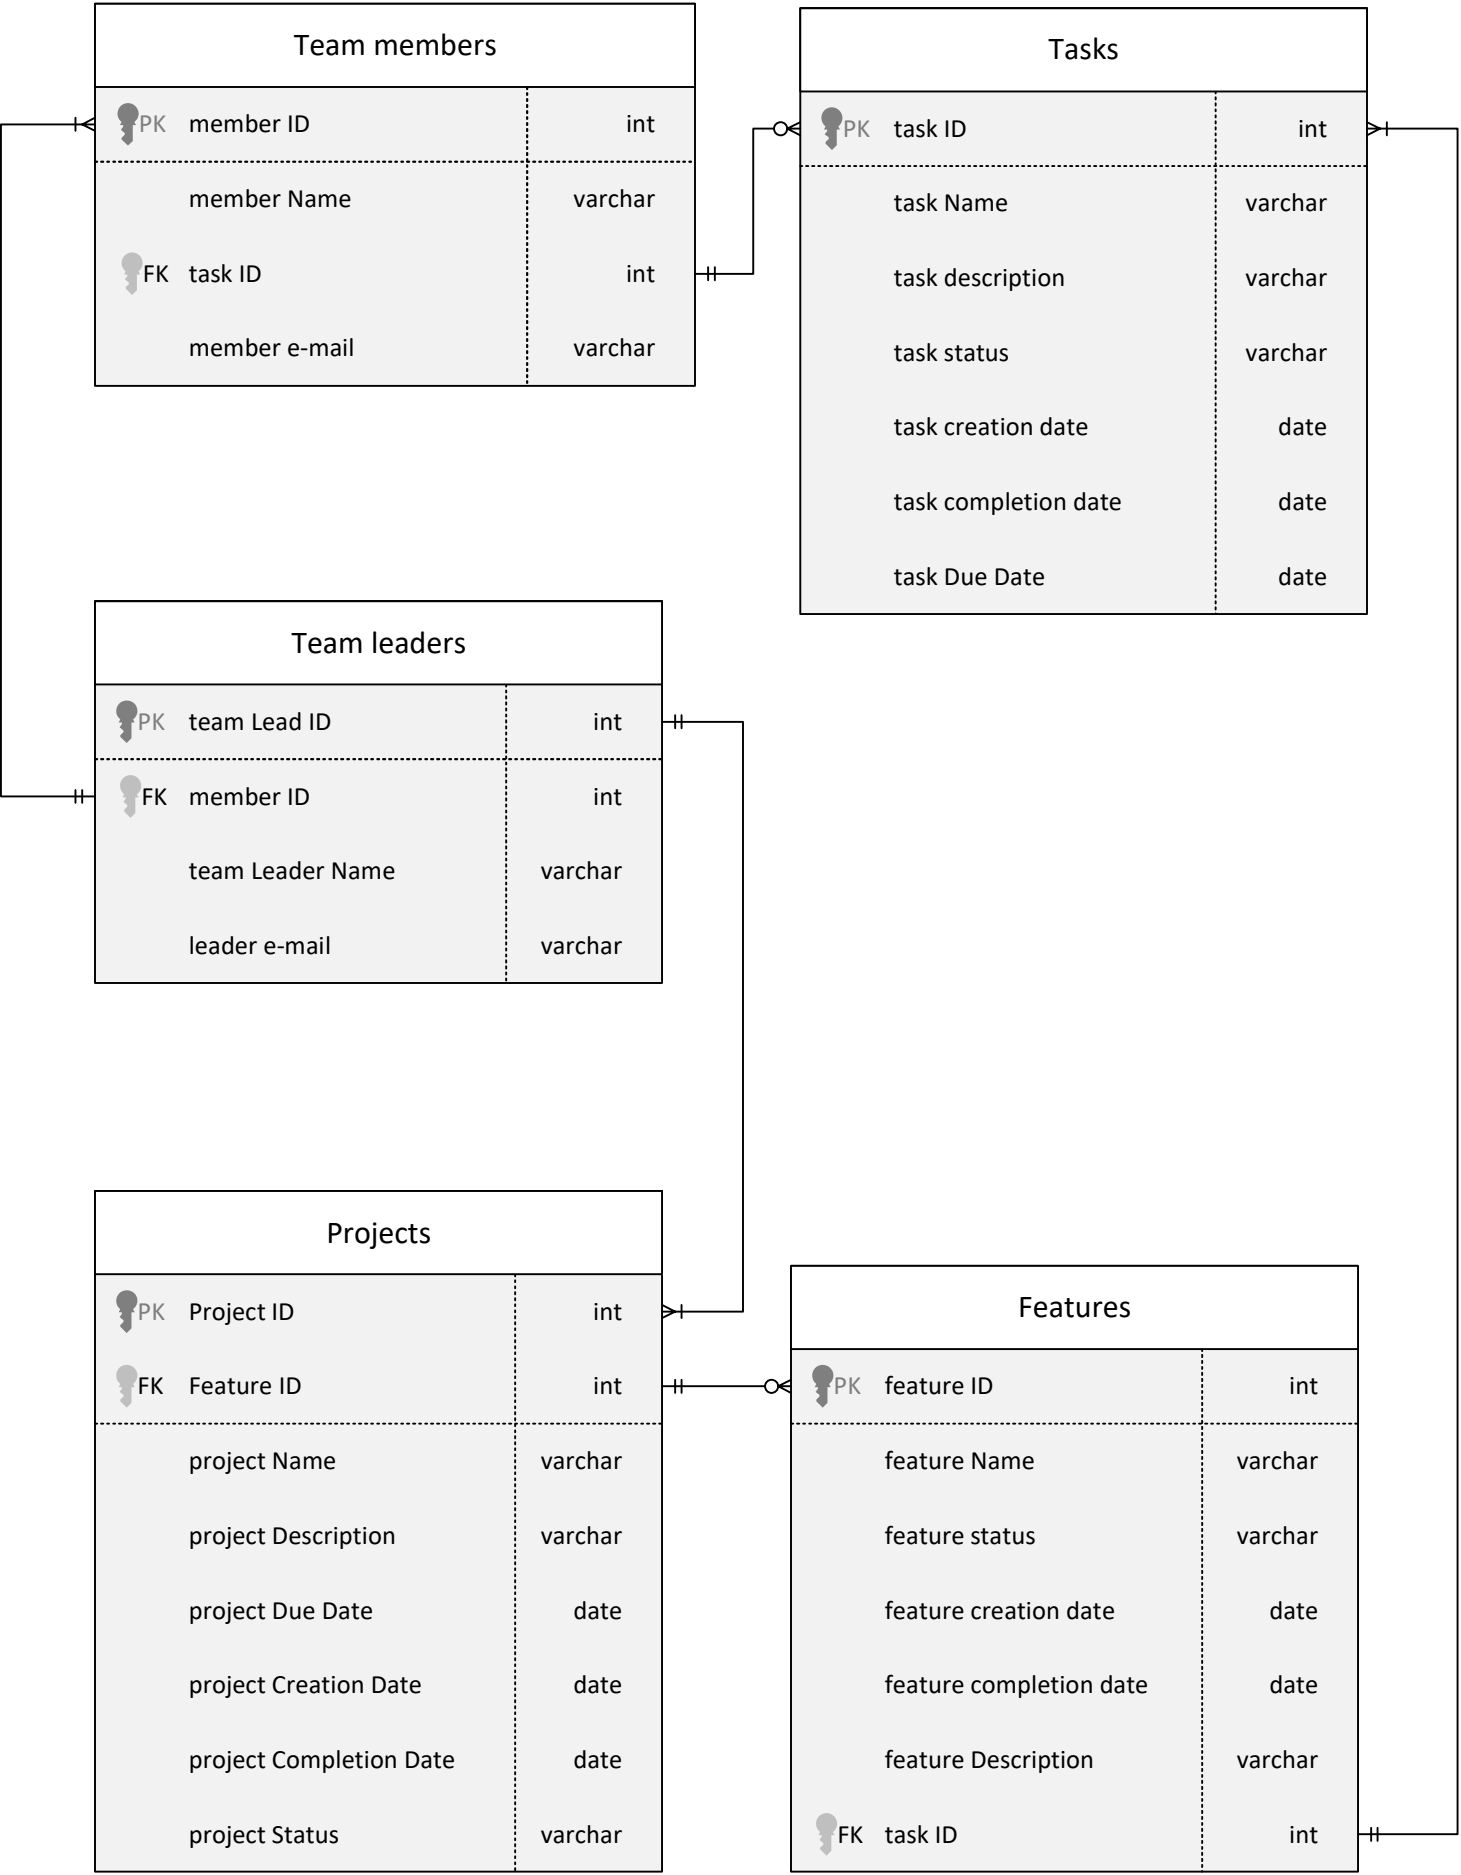 Team members
PK member ID int
member Name varchar
FK task ID int
member e-mail varchar
Tasks
PK task ID int
task Name varchar
task description varchar
task status varchar
task creation date date
task completion date date
task Due Date date
Team leaders
PK team Lead ID int
FK member ID int
team Leader Name varchar
leader e-mail varchar
Projects
PK Project ID int
FK Feature ID int
project Name varchar
project Description varchar
project Due Date date
project Creation Date date
project Completion Date date
project Status varchar
Features
PK feature ID int
feature Name varchar
feature status varchar
feature creation date date
feature completion date date
feature Description varchar
FK task ID int